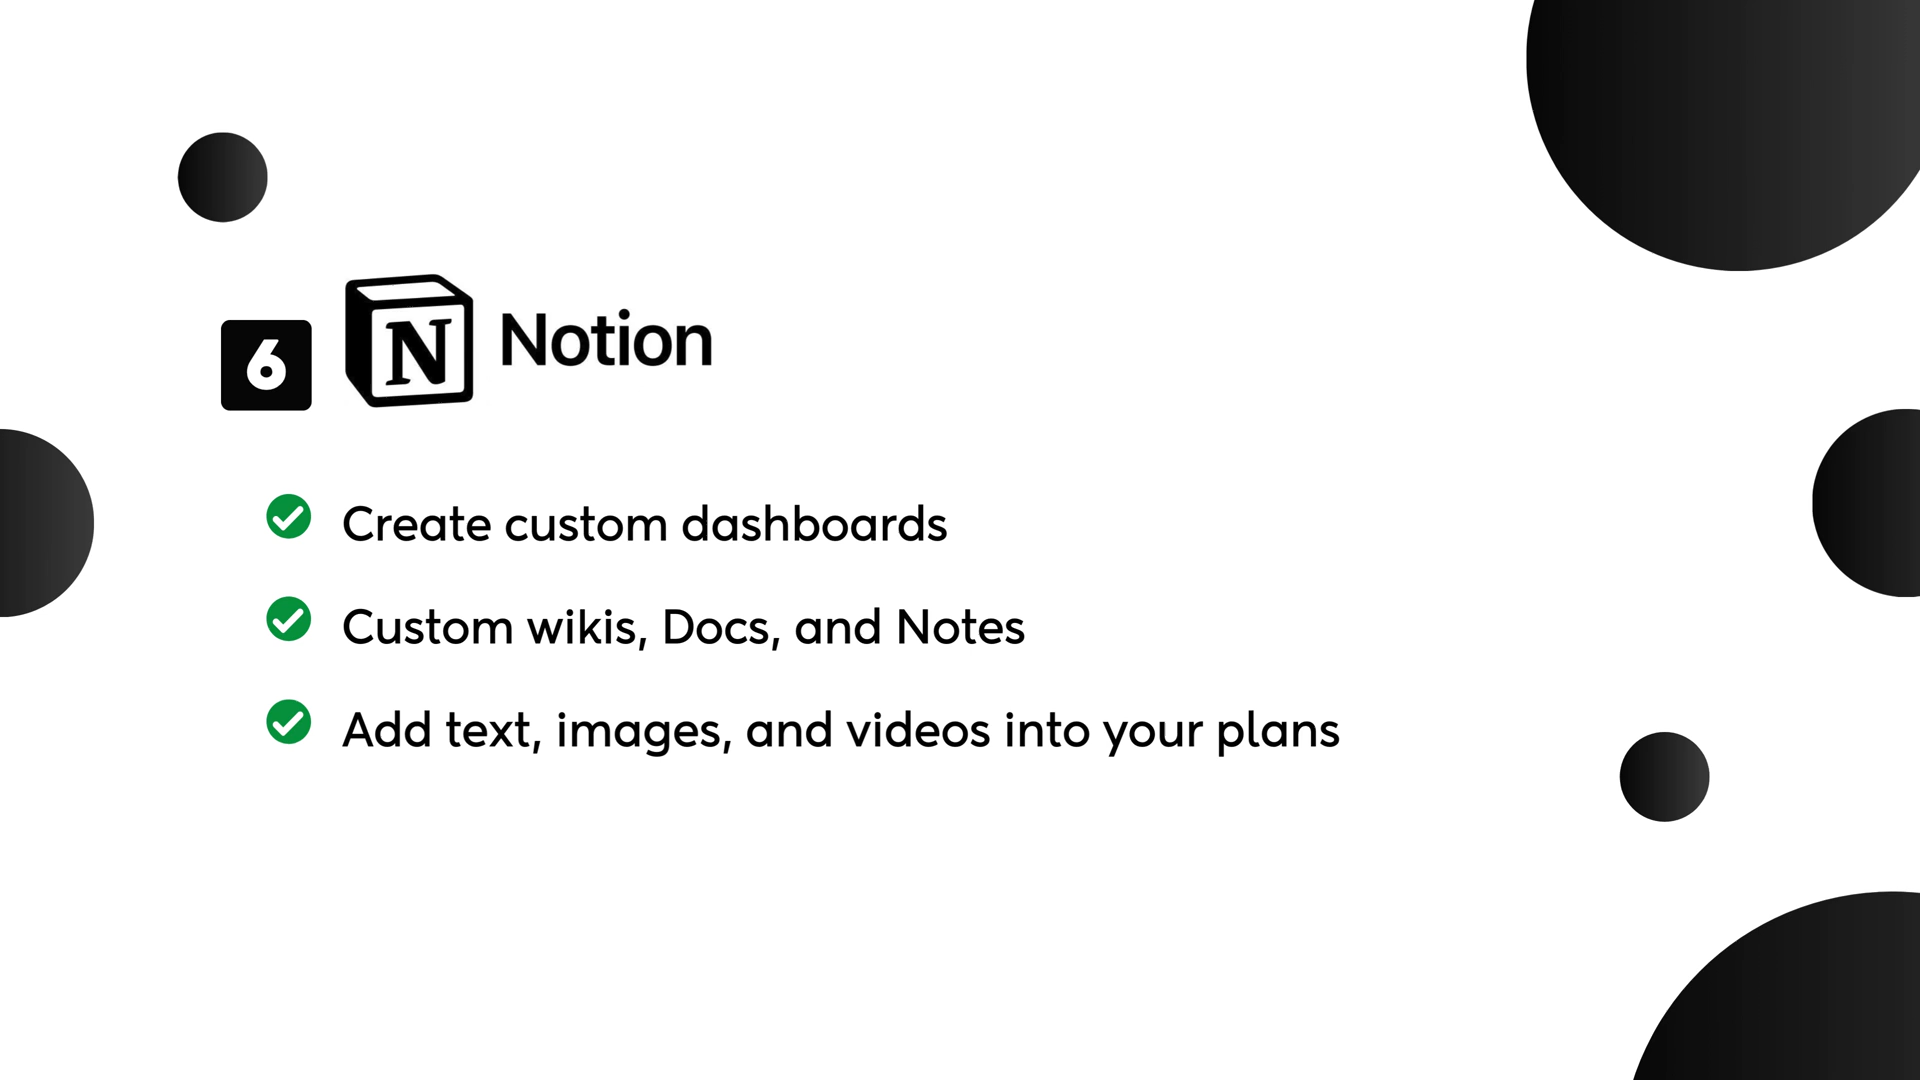 6 N Notion
Create custom dashboards
Custom wikis, Docs, and Notes
Add text, images, and videos into your plans